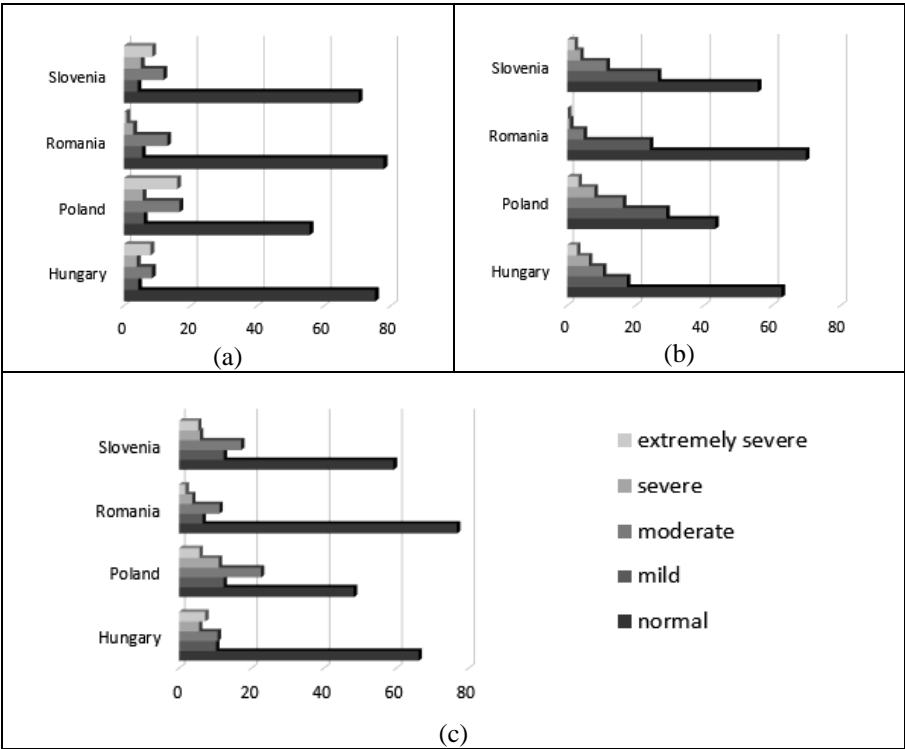 Slovenia
Romania
Poland
Hungary
0 20 40 60 80
(a)
Slovenia
Romania
Poland
Hungary
0 20 40 60 80
(b)
Slovenia
Romania
Poland
Hungary
0 20 40 60 80
extremely severe
severe
moderate
mild
normal
(c)